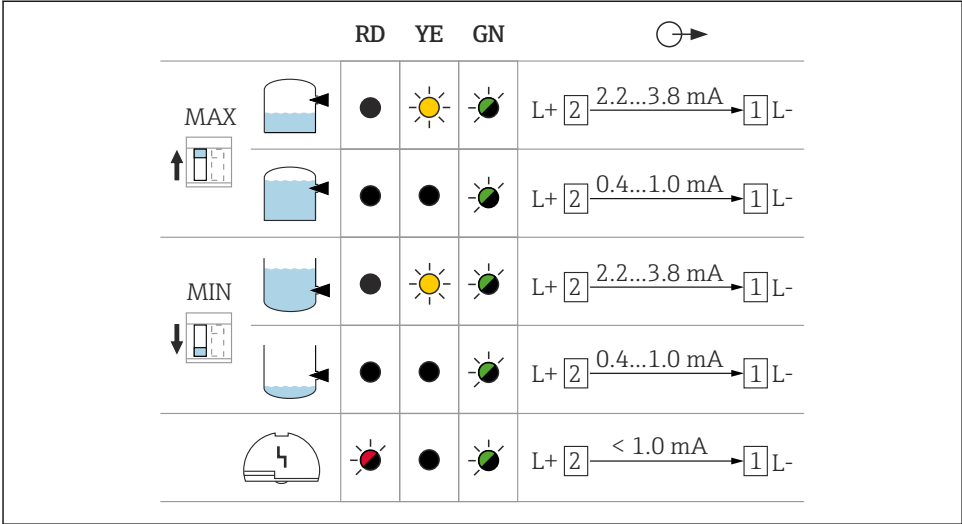 RD YE GN
MAX
L+ 2 2.2...3.8 mA 1 L-
L+ 2 0.4...1.0 mA 1 L-
MIN
L+ 2 2.2...3.8 mA 1 L-
L+ 2 0.4...1.0 mA 1 L-
L+ 2 < 1.0 mA 1 L-